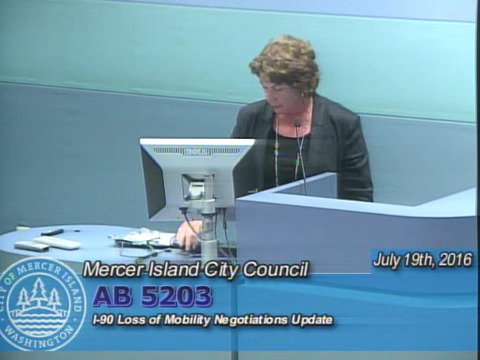 Mercer Island City Council
July 19th, 2016
AB 5203
I-90 Loss of Mobility Negotiations Update
CITY OF MERCER ISLAND
WASHINGTON